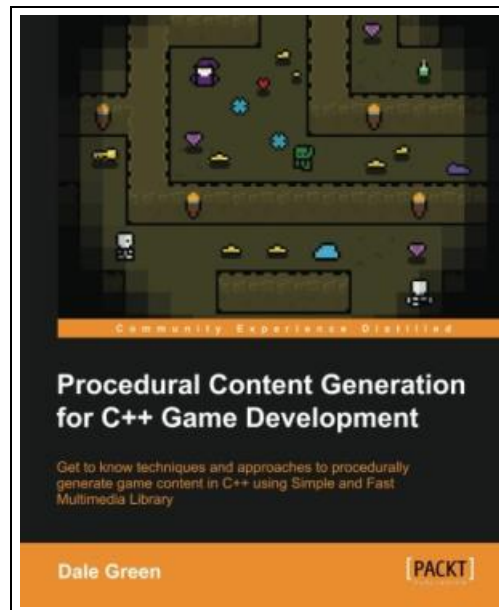 Community Experience Distilled
Procedural Content Generation
for C++ Game Development
Get to know techniques and approaches to procedurally
generate game content in C++ using Simple and Fast
Multimedia Library
Dale Green
[PACKT]
PUBLISHING